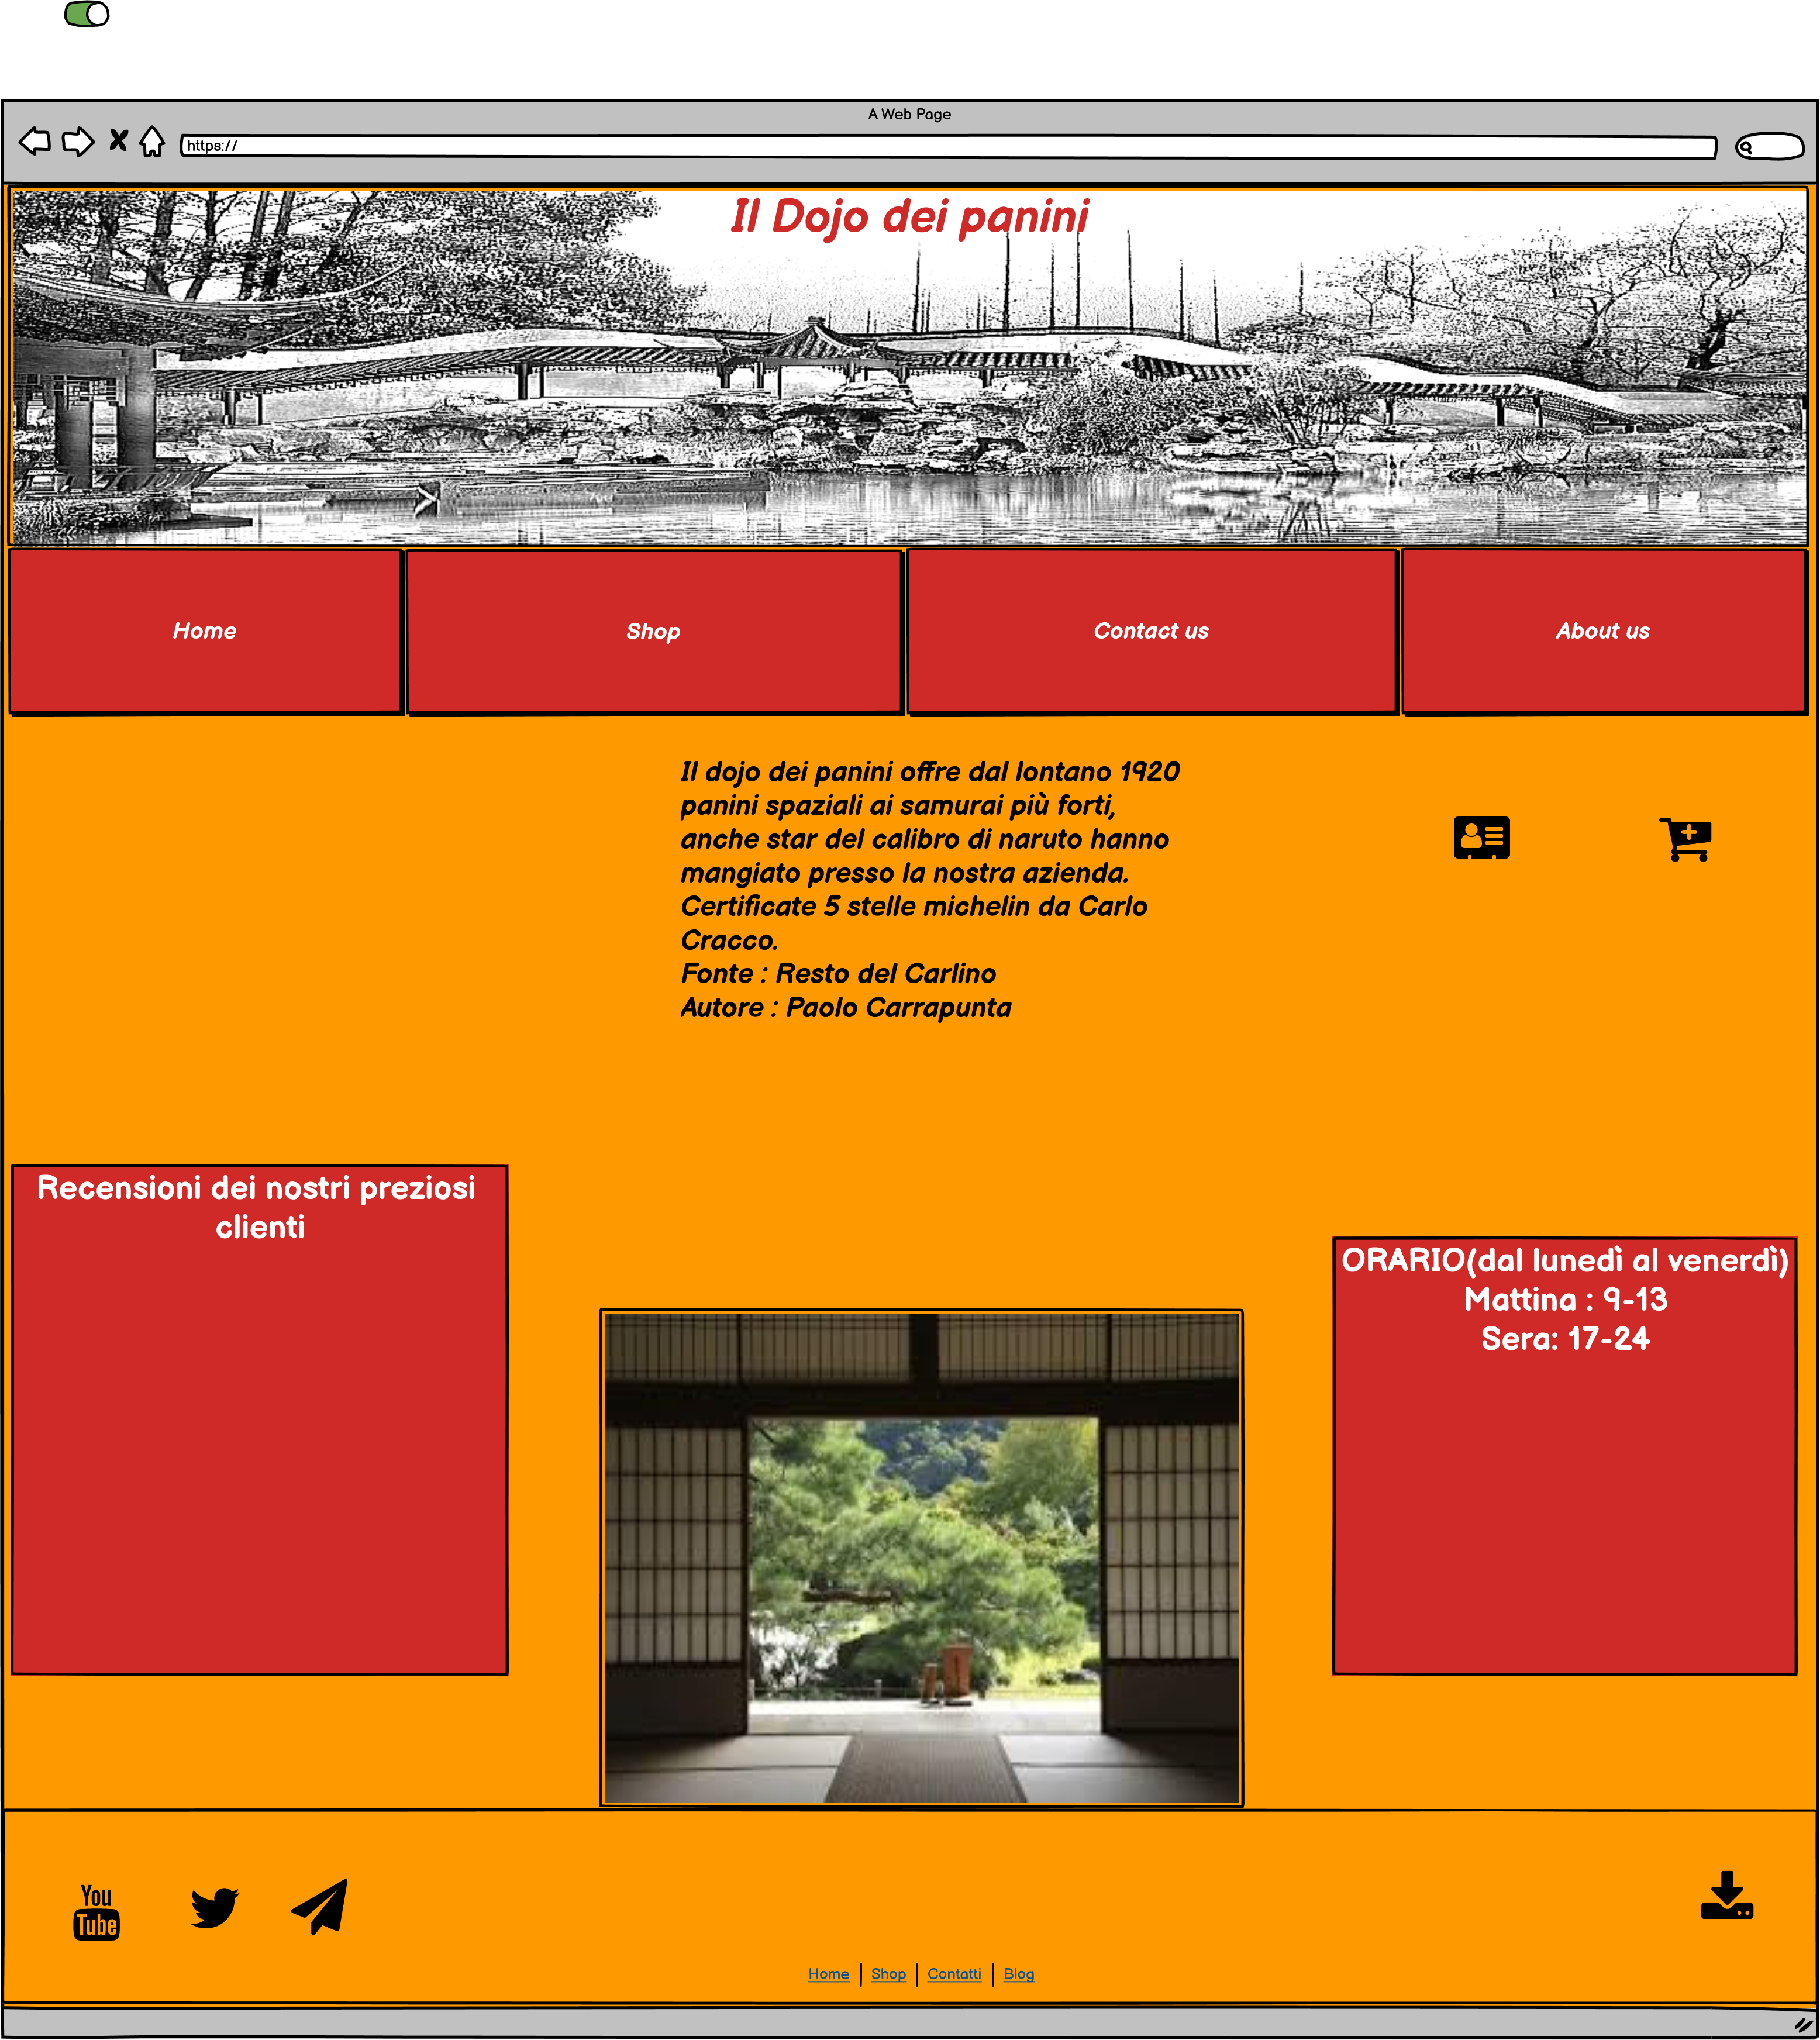 A Web Page
https://
Il Dojo dei panini
Home
Shop
Contact us
About us
Il dojo dei panini offre dal lontano 1920
panini spaziali ai samurai più forti,
anche star del calibro di naruto hanno
mangiato presso la nostra azienda.
Certificate 5 stelle michelin da Carlo
Cracco.
Fonte : Resto del Carlino
Autore : Paolo Carrapunta
Recensioni dei nostri preziosi
clienti
ORARIO(dal lunedì al venerdì)
Mattina : 9-13
Sera: 17-24
You
Tube
Home | Shop | Contatti | Blog